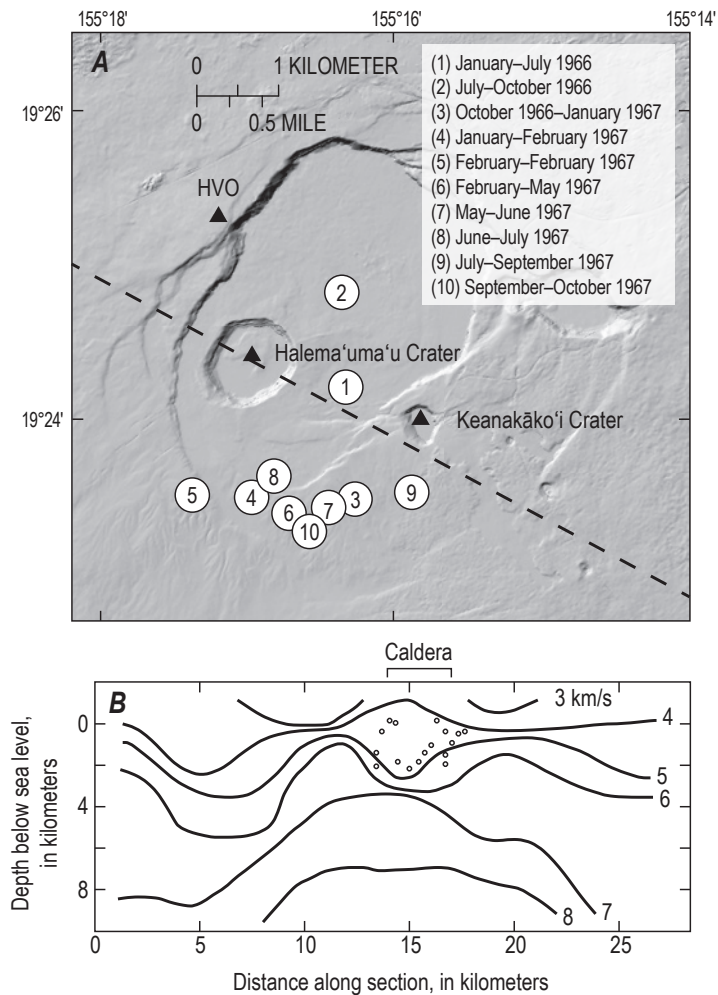 155°18'
155°16'
155°14'
A
0
1 KILOMETER
0
0.5 MILE
19°26'
HVO
(1) January–July 1966
(2) July–October 1966
(3) October 1966–January 1967
(4) January–February 1967
(5) February–February 1967
(6) February–May 1967
(7) May–June 1967
(8) June–July 1967
(9) July–September 1967
(10) September–October 1967
2
Halemaʻumaʻu Crater
1
19°24'
Keanakākoʻi Crater
5
4
8
6
10
7
3
9
Caldera
B
3 km/s
4
5
6
7
8
0
4
8
Depth below sea level,
in kilometers
0
5
10
15
20
25
Distance along section, in kilometers